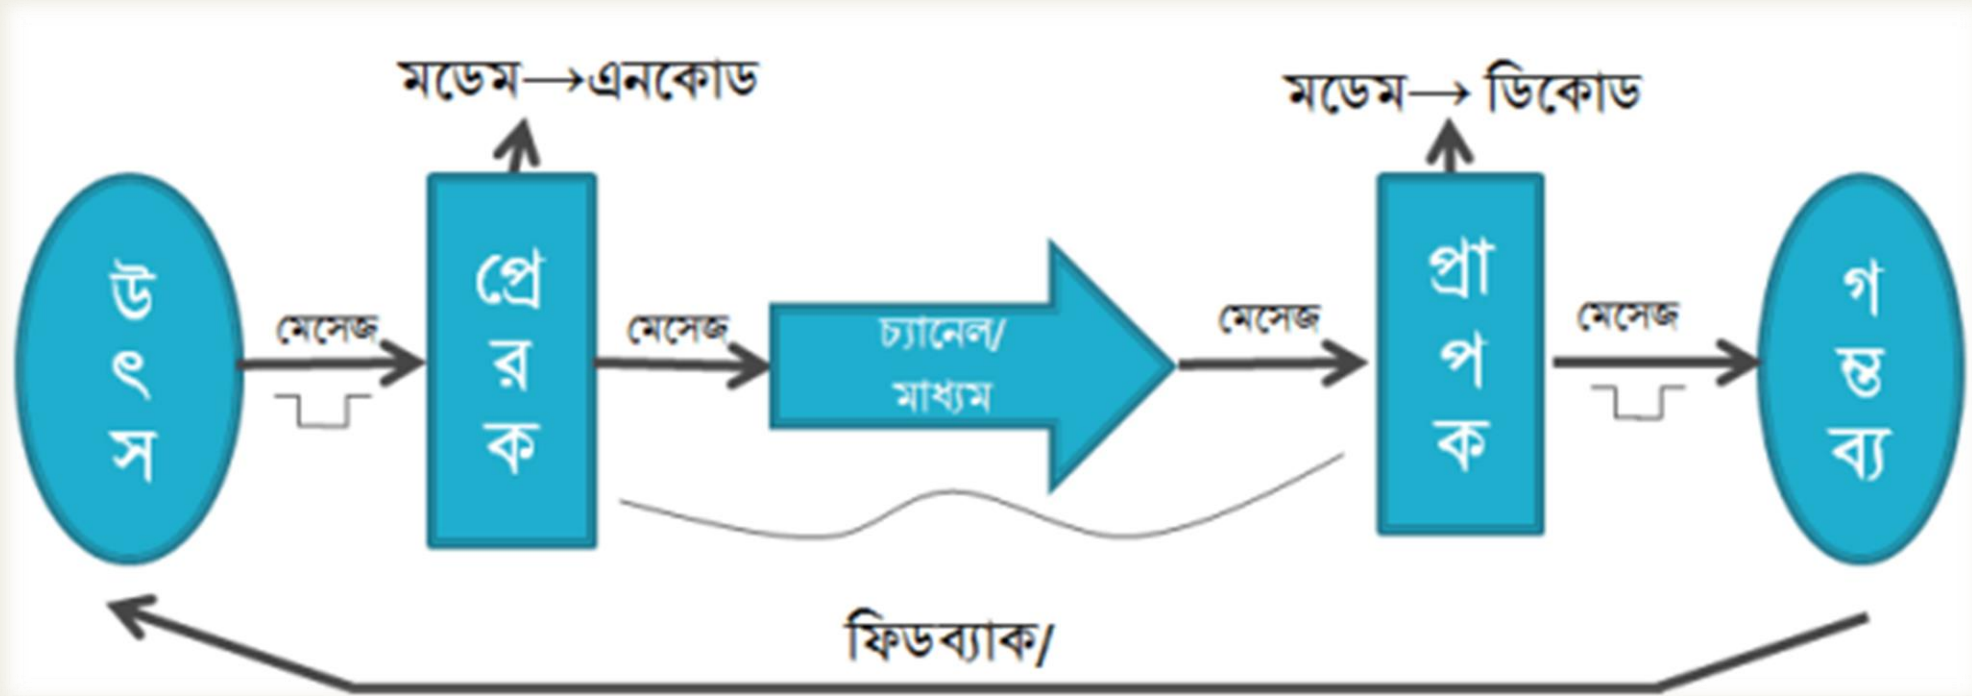 মডেম→এনকোড
মডেম→ ডিকোড
উৎস
মেসেজ
প্রেরক
মেসেজ
চ্যানেল/
মাধ্যম
মেসেজ
প্রাপক
মেসেজ
গন্তব্য
ফিডব্যাক/